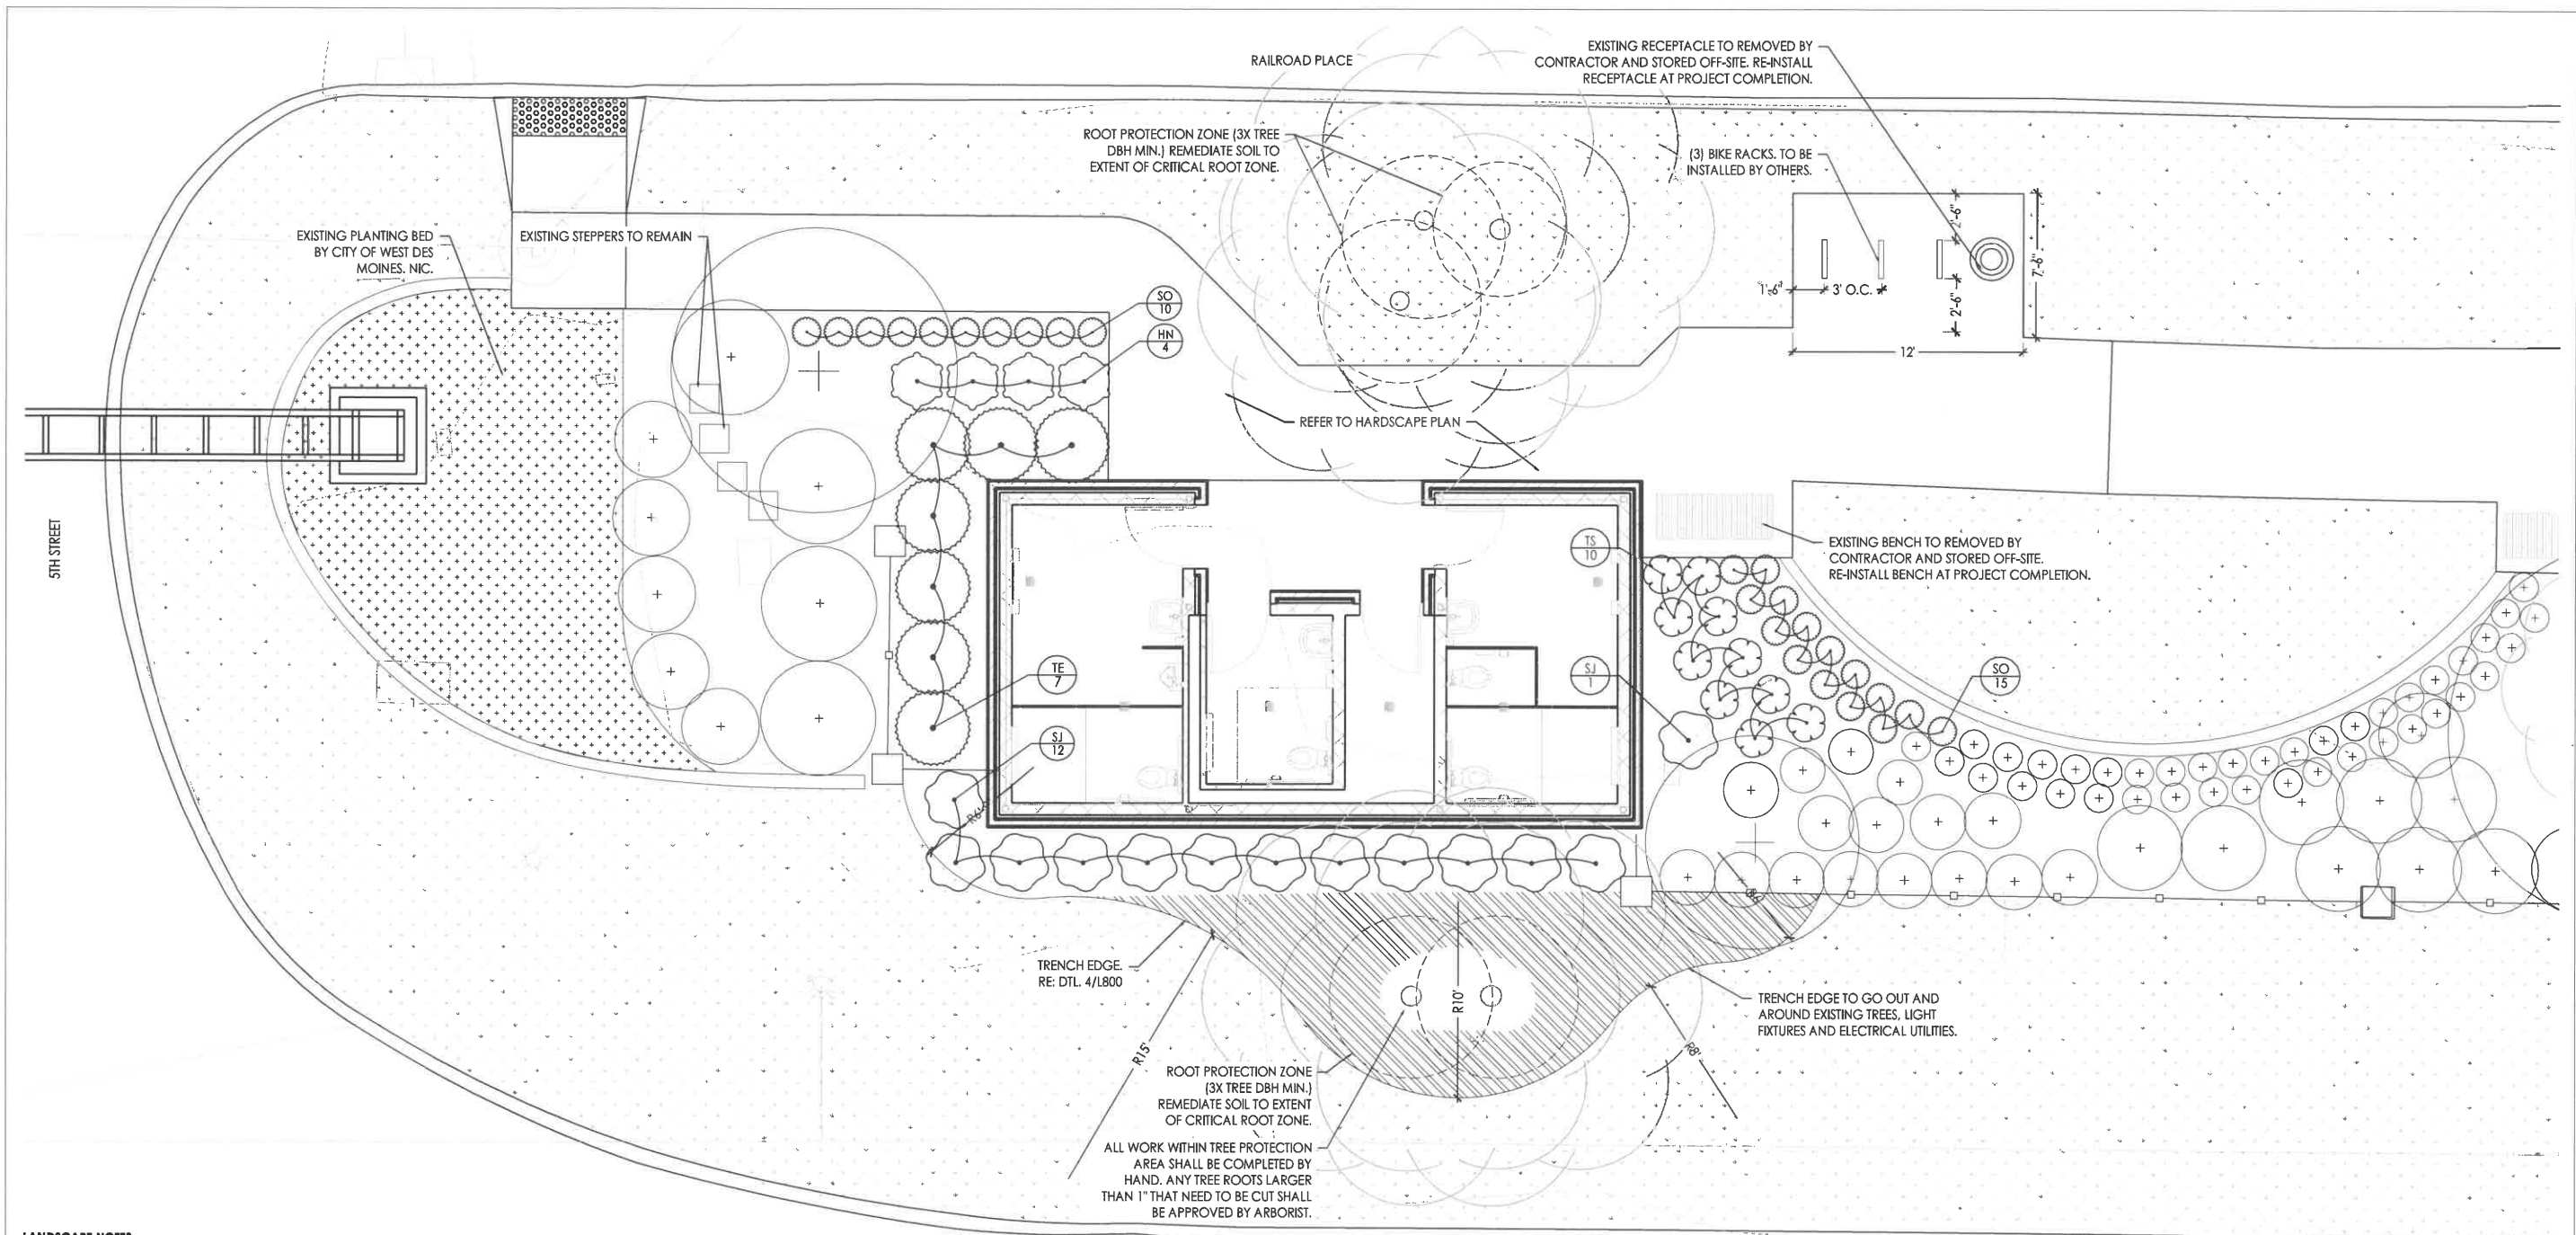 RAILROAD PLACE
EXISTING RECEPTACLE TO REMOVED BY
CONTRACTOR AND STORED OFF-SITE. RE-INSTALL
RECEPTACLE AT PROJECT COMPLETION.
ROOT PROTECTION ZONE (3X TREE
DBH MIN.) REMEDIATE SOIL TO
EXTENT OF CRITICAL ROOT ZONE.
(3) BIKE RACKS. TO BE
INSTALLED BY OTHERS.
EXISTING PLANTING BED
BY CITY OF WEST DES
MOINES. NIC.
EXISTING STEPPERS TO REMAIN
2'-6"
7'-6"
1'-6"
3' O.C.
2'-6"
12'
SO
10
HN
4
REFER TO HARDSCAPE PLAN
5TH STREET
TS
10
EXISTING BENCH TO REMOVED BY
CONTRACTOR AND STORED OFF-SITE.
RE-INSTALL BENCH AT PROJECT COMPLETION.
TE
7
SJ
1
SO
15
SJ
12
TRENCH EDGE.
RE: DTL. 4/L800
R10'
R15'
R8'
TRENCH EDGE TO GO OUT AND
AROUND EXISTING TREES, LIGHT
FIXTURES AND ELECTRICAL UTILITIES.
ROOT PROTECTION ZONE
(3X TREE DBH MIN.)
REMEDIATE SOIL TO EXTENT
OF CRITICAL ROOT ZONE.
ALL WORK WITHIN TREE PROTECTION
AREA SHALL BE COMPLETED BY
HAND. ANY TREE ROOTS LARGER
THAN 1" THAT NEED TO BE CUT SHALL
BE APPROVED BY ARBORIST.
LANDSCAPE NOTES